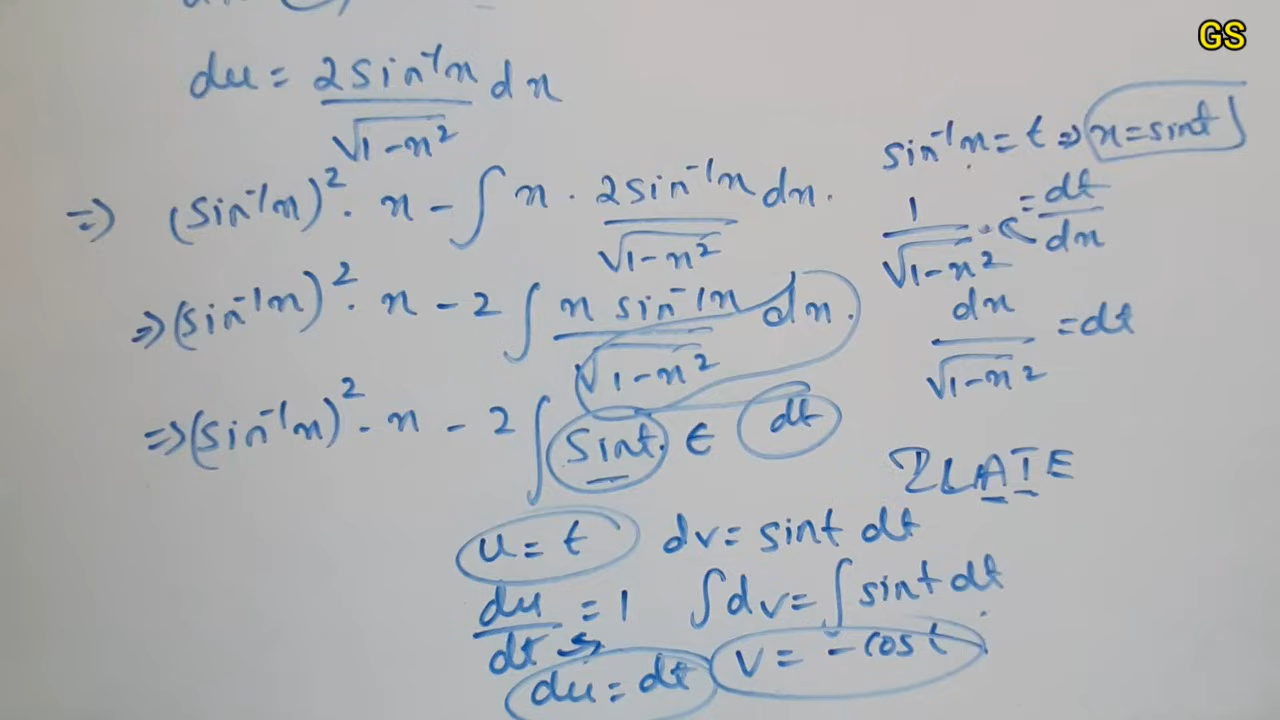 GS
du = 2sin⁻¹x/√1-x² dx
sin⁻¹x = t ⇒ x = sint
⇒ (sin⁻¹x)². x - ∫ x . 2sin⁻¹x/√1-x² dx.
1/√1-x² = dt/dx
⇒ (sin⁻¹x)². x - 2 ∫ x sin⁻¹x/√1-x² dx.
dx/√1-x² = dt
⇒ (sin⁻¹x)². x - 2 ∫ sint. t dt
ILATE
u = t dv = sint dt
du/dt = 1 ∫dv = ∫sint dt
du = dt v = -cost